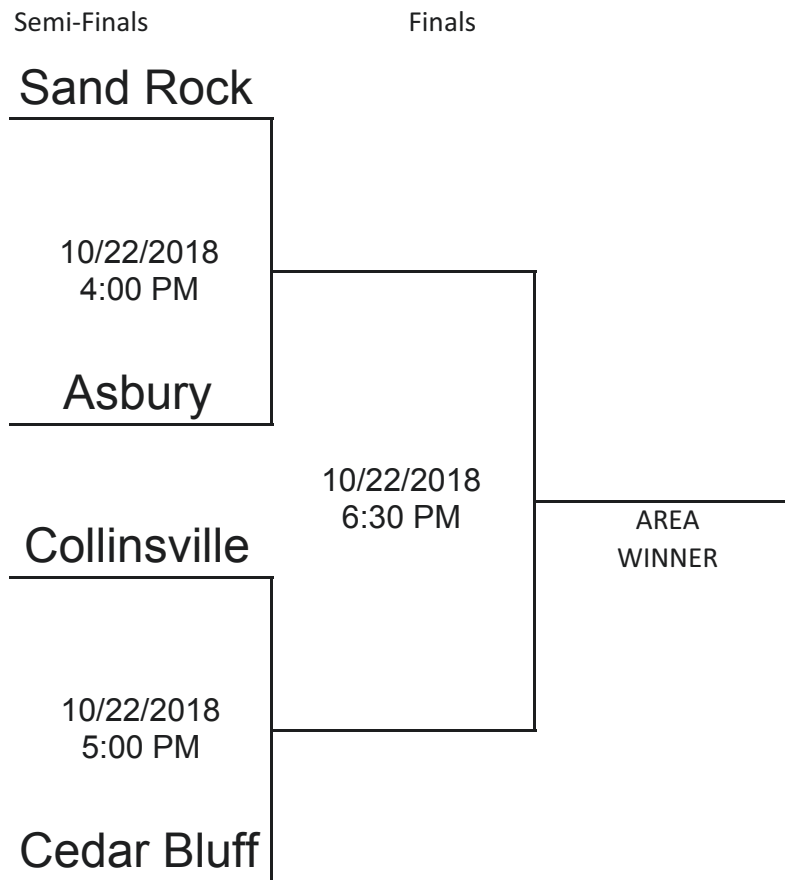 Semi-Finals
Finals
Sand Rock
10/22/2018
4:00 PM
Asbury
10/22/2018
6:30 PM
AREA
WINNER
Collinsville
10/22/2018
5:00 PM
Cedar Bluff